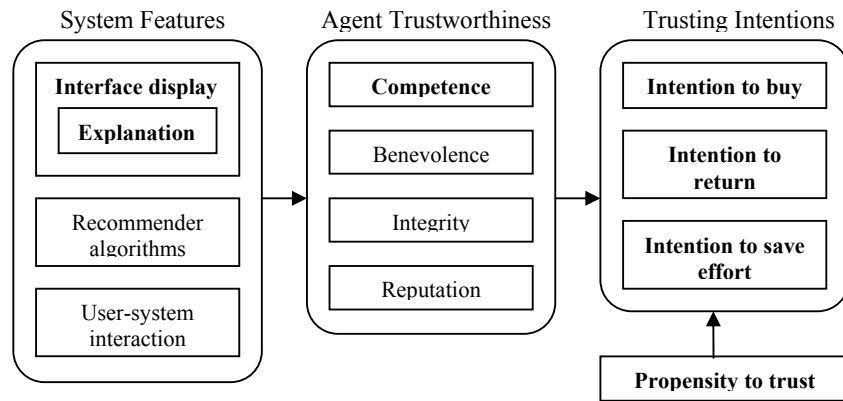 System Features
Interface display
Explanation
Recommender
algorithms
User-system
interaction
Agent Trustworthiness
Competence
Benevolence
Integrity
Reputation
Trusting Intentions
Intention to buy
Intention to
return
Intention to save
effort
Propensity to trust